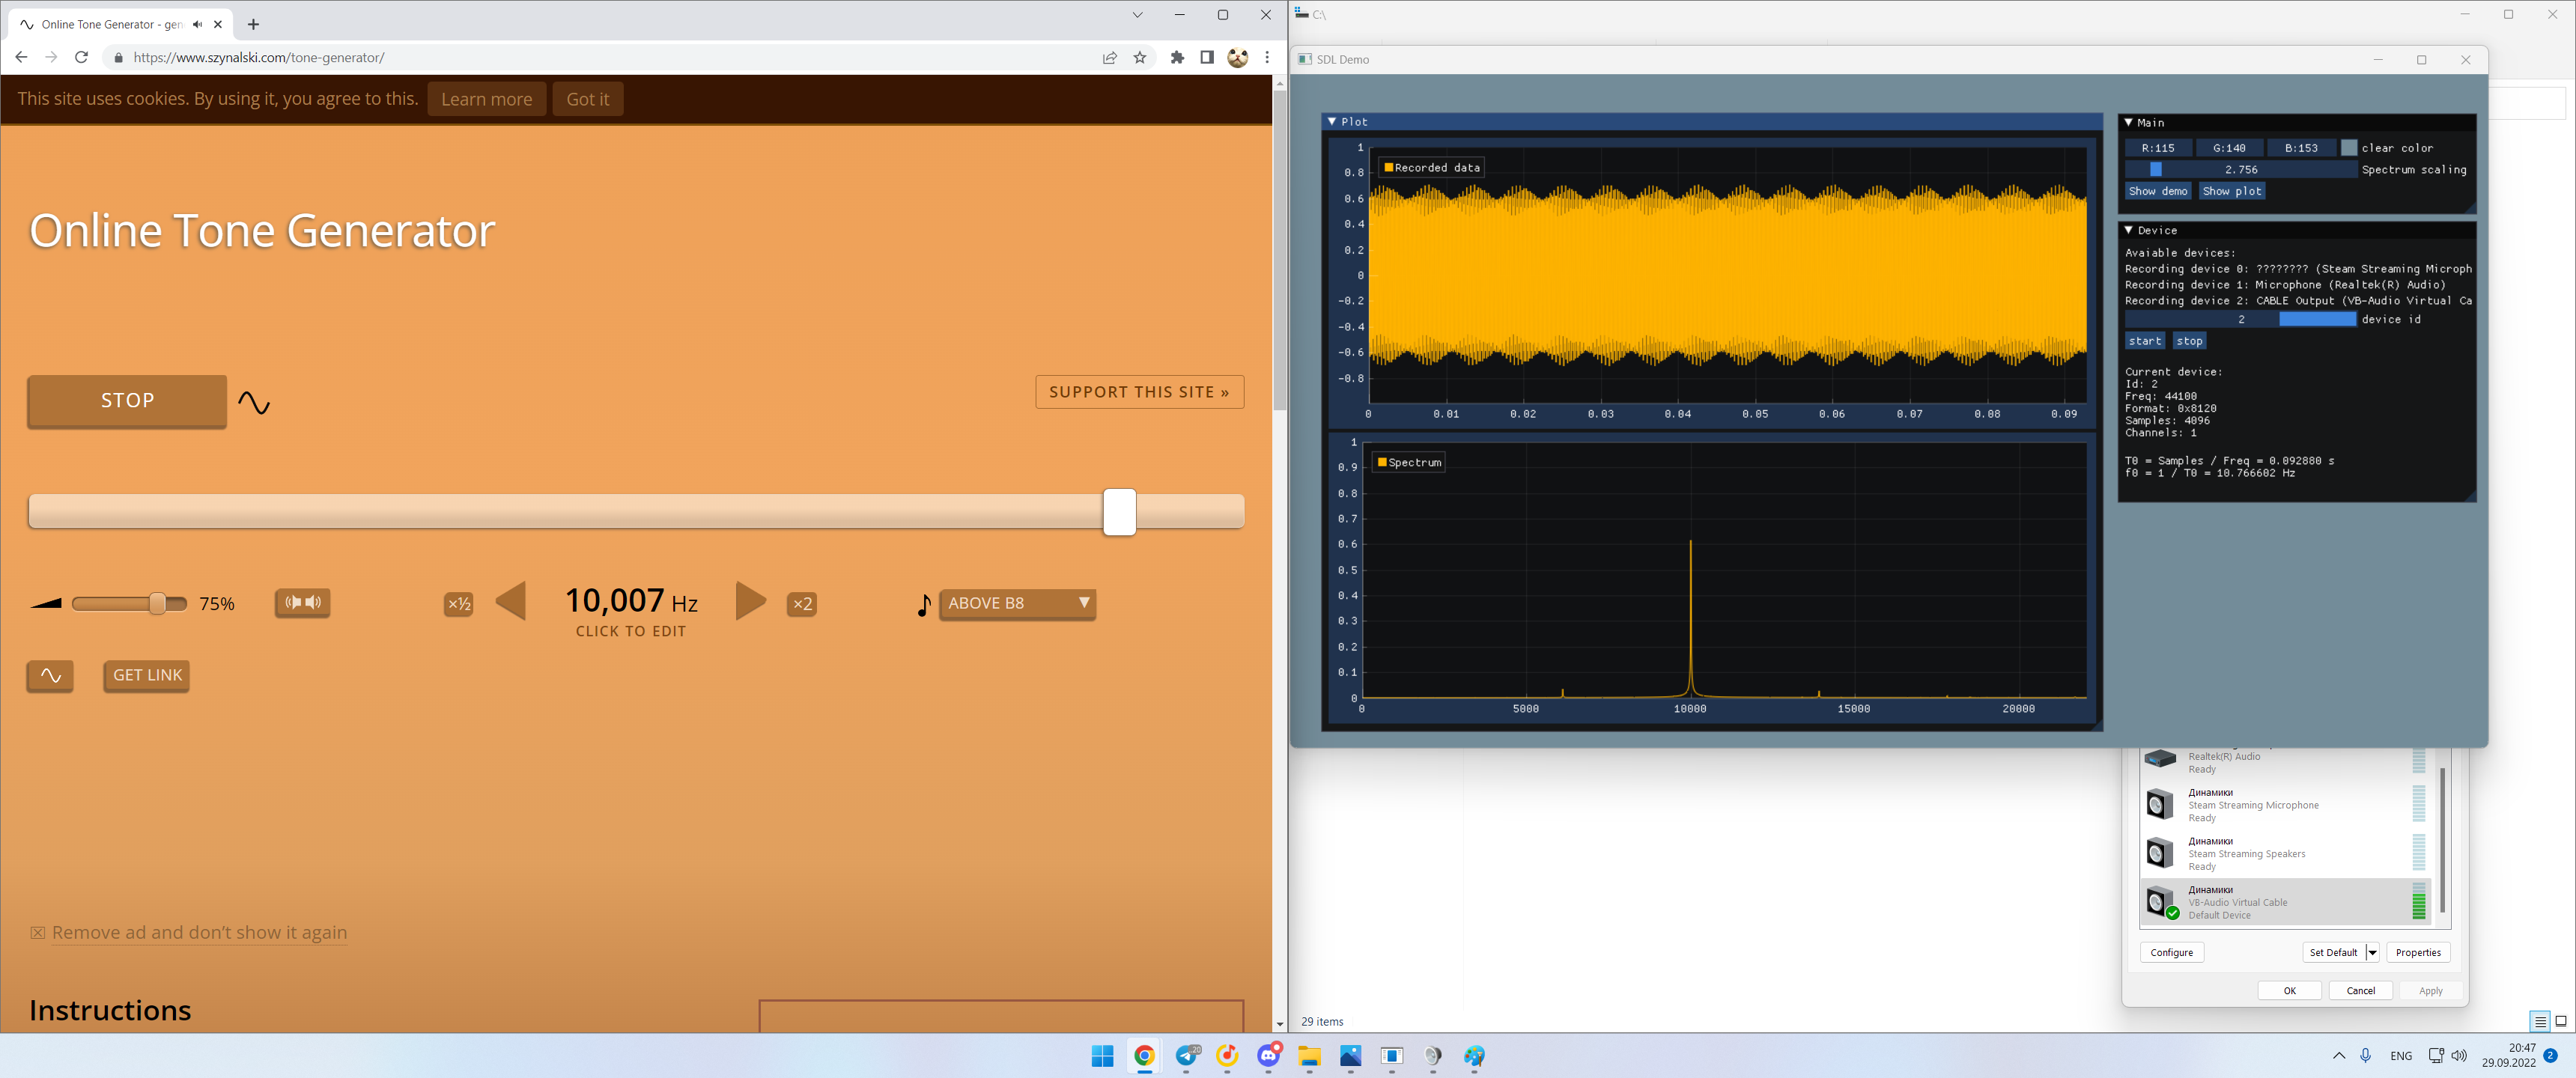 Online Tone Generator - gen
https://www.szynalski.com/tone-generator/
This site uses cookies. By using it, you agree to this.
Learn more
Got it
Online Tone Generator
STOP
SUPPORT THIS SITE »
75%
×½
10,007 Hz
×2
ABOVE B8
CLICK TO EDIT
GET LINK
Remove ad and don't show it again
Instructions
C:\
SDL Demo
Plot
Recorded data
1
0.8
0.6
0.4
0.2
0
-0.2
-0.4
-0.6
-0.8
0 0.01 0.02 0.03 0.04 0.05 0.06 0.07 0.08 0.09
Spectrum
1
0.9
0.8
0.7
0.6
0.5
0.4
0.3
0.2
0.1
0
0 5000 10000 15000 20000
Main
R:115 G:140 B:153 clear color
2.756 Spectrum scaling
Show demo Show plot
Device
Avaiable devices:
Recording device 0: ???????? (Steam Streaming Microph
Recording device 1: Microphone (Realtek(R) Audio)
Recording device 2: CABLE Output (VB-Audio Virtual Ca
2 device id
start stop
Current device:
Id: 2
Freq: 44100
Format: 0x8120
Samples: 4096
Channels: 1
T0 = Samples / Freq = 0.092880 s
f0 = 1 / T0 = 10.766602 Hz
Realtek(R) Audio
Ready
Динамики
Steam Streaming Microphone
Ready
Динамики
Steam Streaming Speakers
Ready
Динамики
VB-Audio Virtual Cable
Default Device
Configure
Set Default
Properties
OK
Cancel
Apply
29 items
20
ENG
20:47
29.09.2022
2